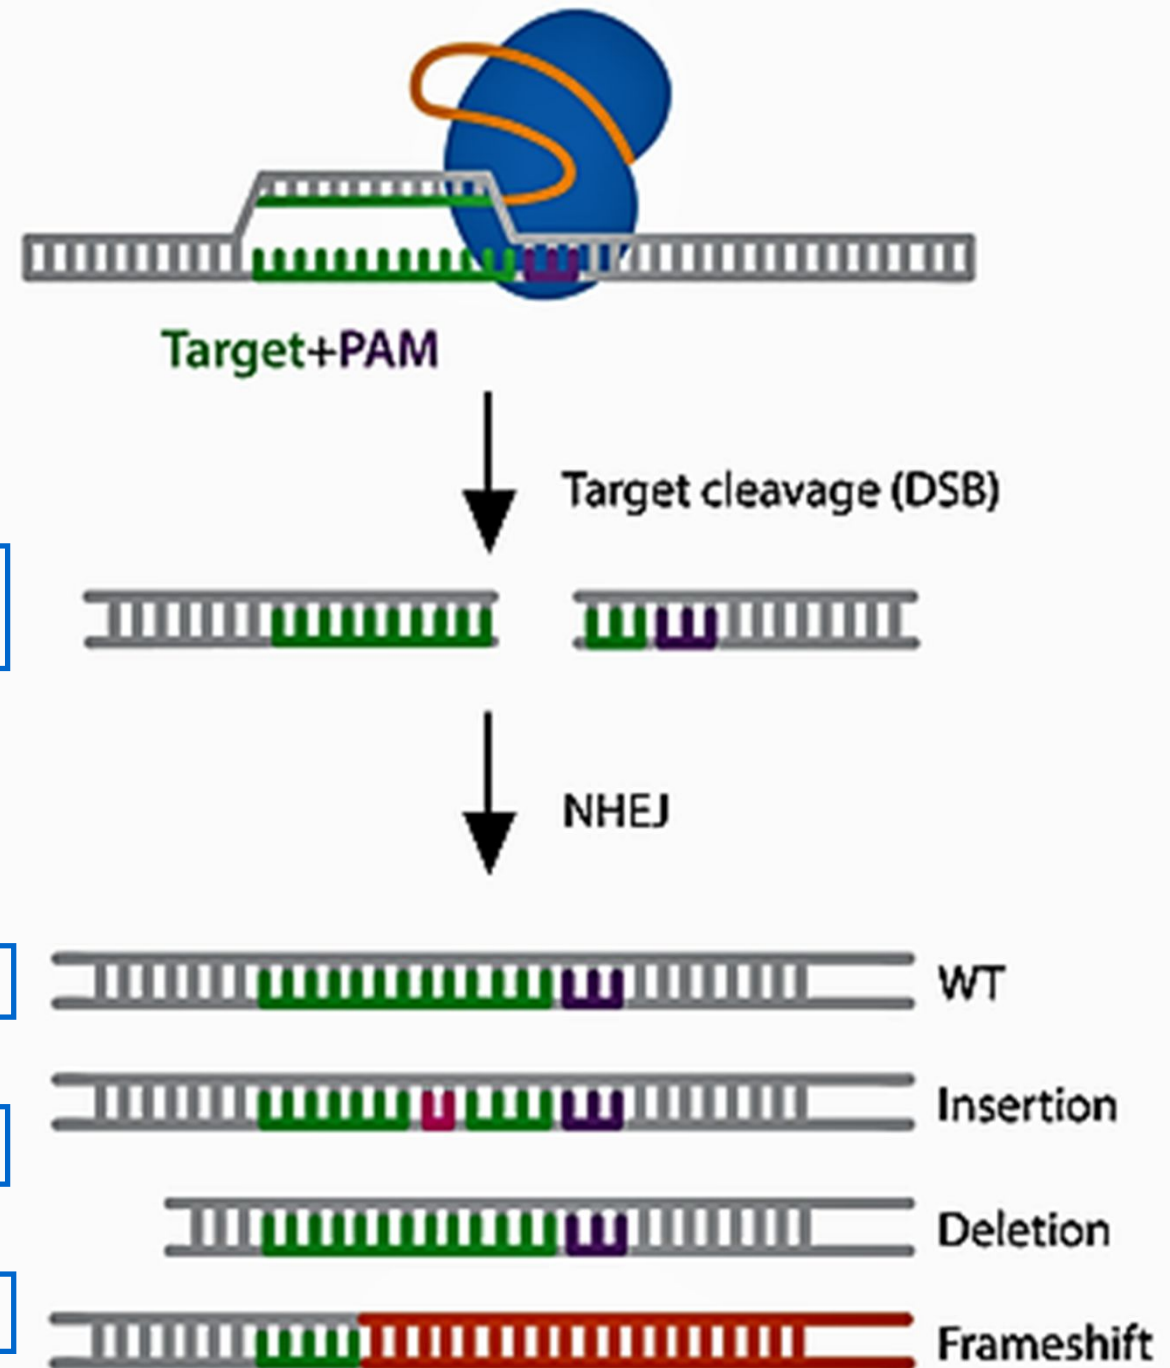 Target+PAM
Target cleavage (DSB)
NHEJ
WT
Insertion
Deletion
Frameshift